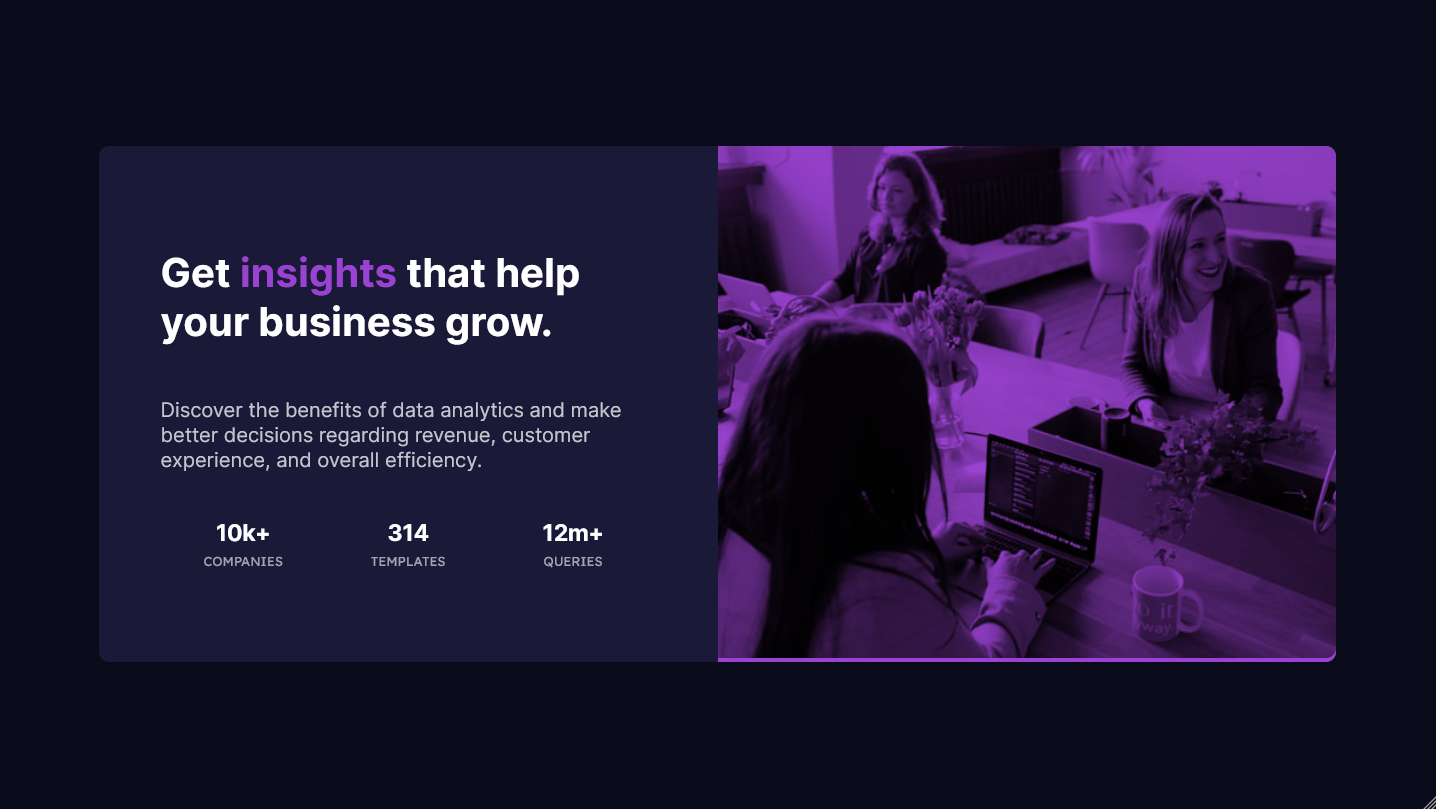 Get insights that help
your business grow.
Discover the benefits of data analytics and make
better decisions regarding revenue, customer
experience, and overall efficiency.
10k+ 314 12m+
COMPANIES TEMPLATES QUERIES